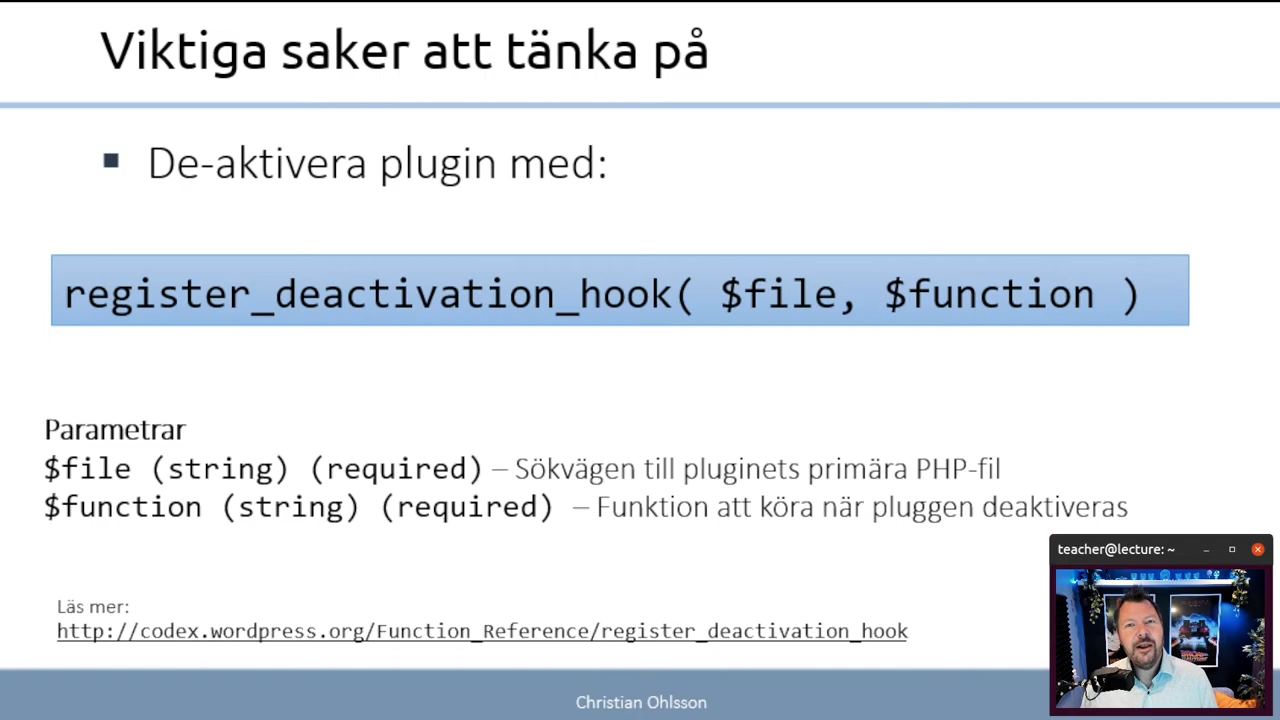 Viktiga saker att tänka på
De-aktivera plugin med:
register_deactivation_hook( $file, $function )
Parametrar
$file (string) (required) – Sökvägen till pluginets primära PHP-fil
$function (string) (required) – Funktion att köra när pluggen deaktiveras
Läs mer:
http://codex.wordpress.org/Function_Reference/register_deactivation_hook
teacher@lecture: ~
Christian Ohlsson